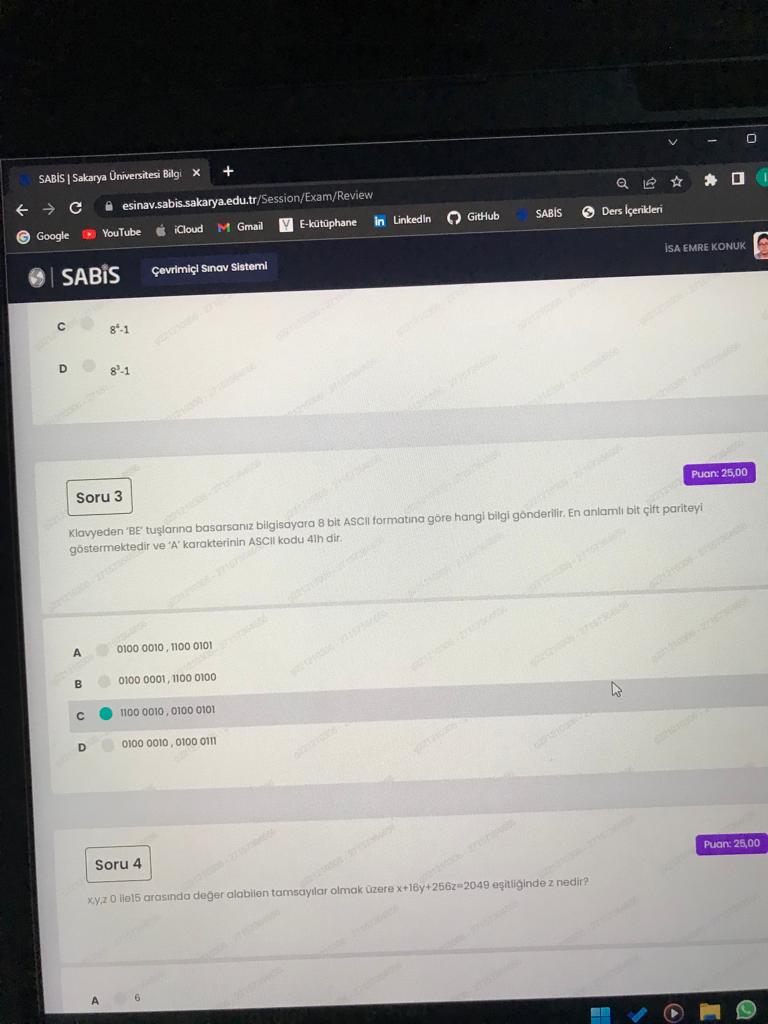 SABİS | Sakarya Üniversitesi Bilgi
esinav.sabis.sakarya.edu.tr/Session/Exam/Review
Google YouTube iCloud Gmail E-kütüphane LinkedIn GitHub SABİS Ders İçerikleri
SABİS Çevrimiçi Sınav Sistemi İSA EMRE KONUK
C 8⁴-1
D 8³-1
Soru 3 Puan: 25,00
Klavyeden 'BE' tuşlarına basarsanız bilgisayara 8 bit ASCII formatına göre hangi bilgi gönderilir. En anlamlı bit çift pariteyi
göstermektedir ve 'A' karakterinin ASCII kodu 41h dir.
A 0100 0010 , 1100 0101
B 0100 0001 , 1100 0100
C 1100 0010 , 0100 0101
D 0100 0010 , 0100 0111
Soru 4 Puan: 25,00
x,y,z 0 ile15 arasında değer alabilen tamsayılar olmak üzere x+16y+256z=2049 eşitliğinde z nedir?
A 6